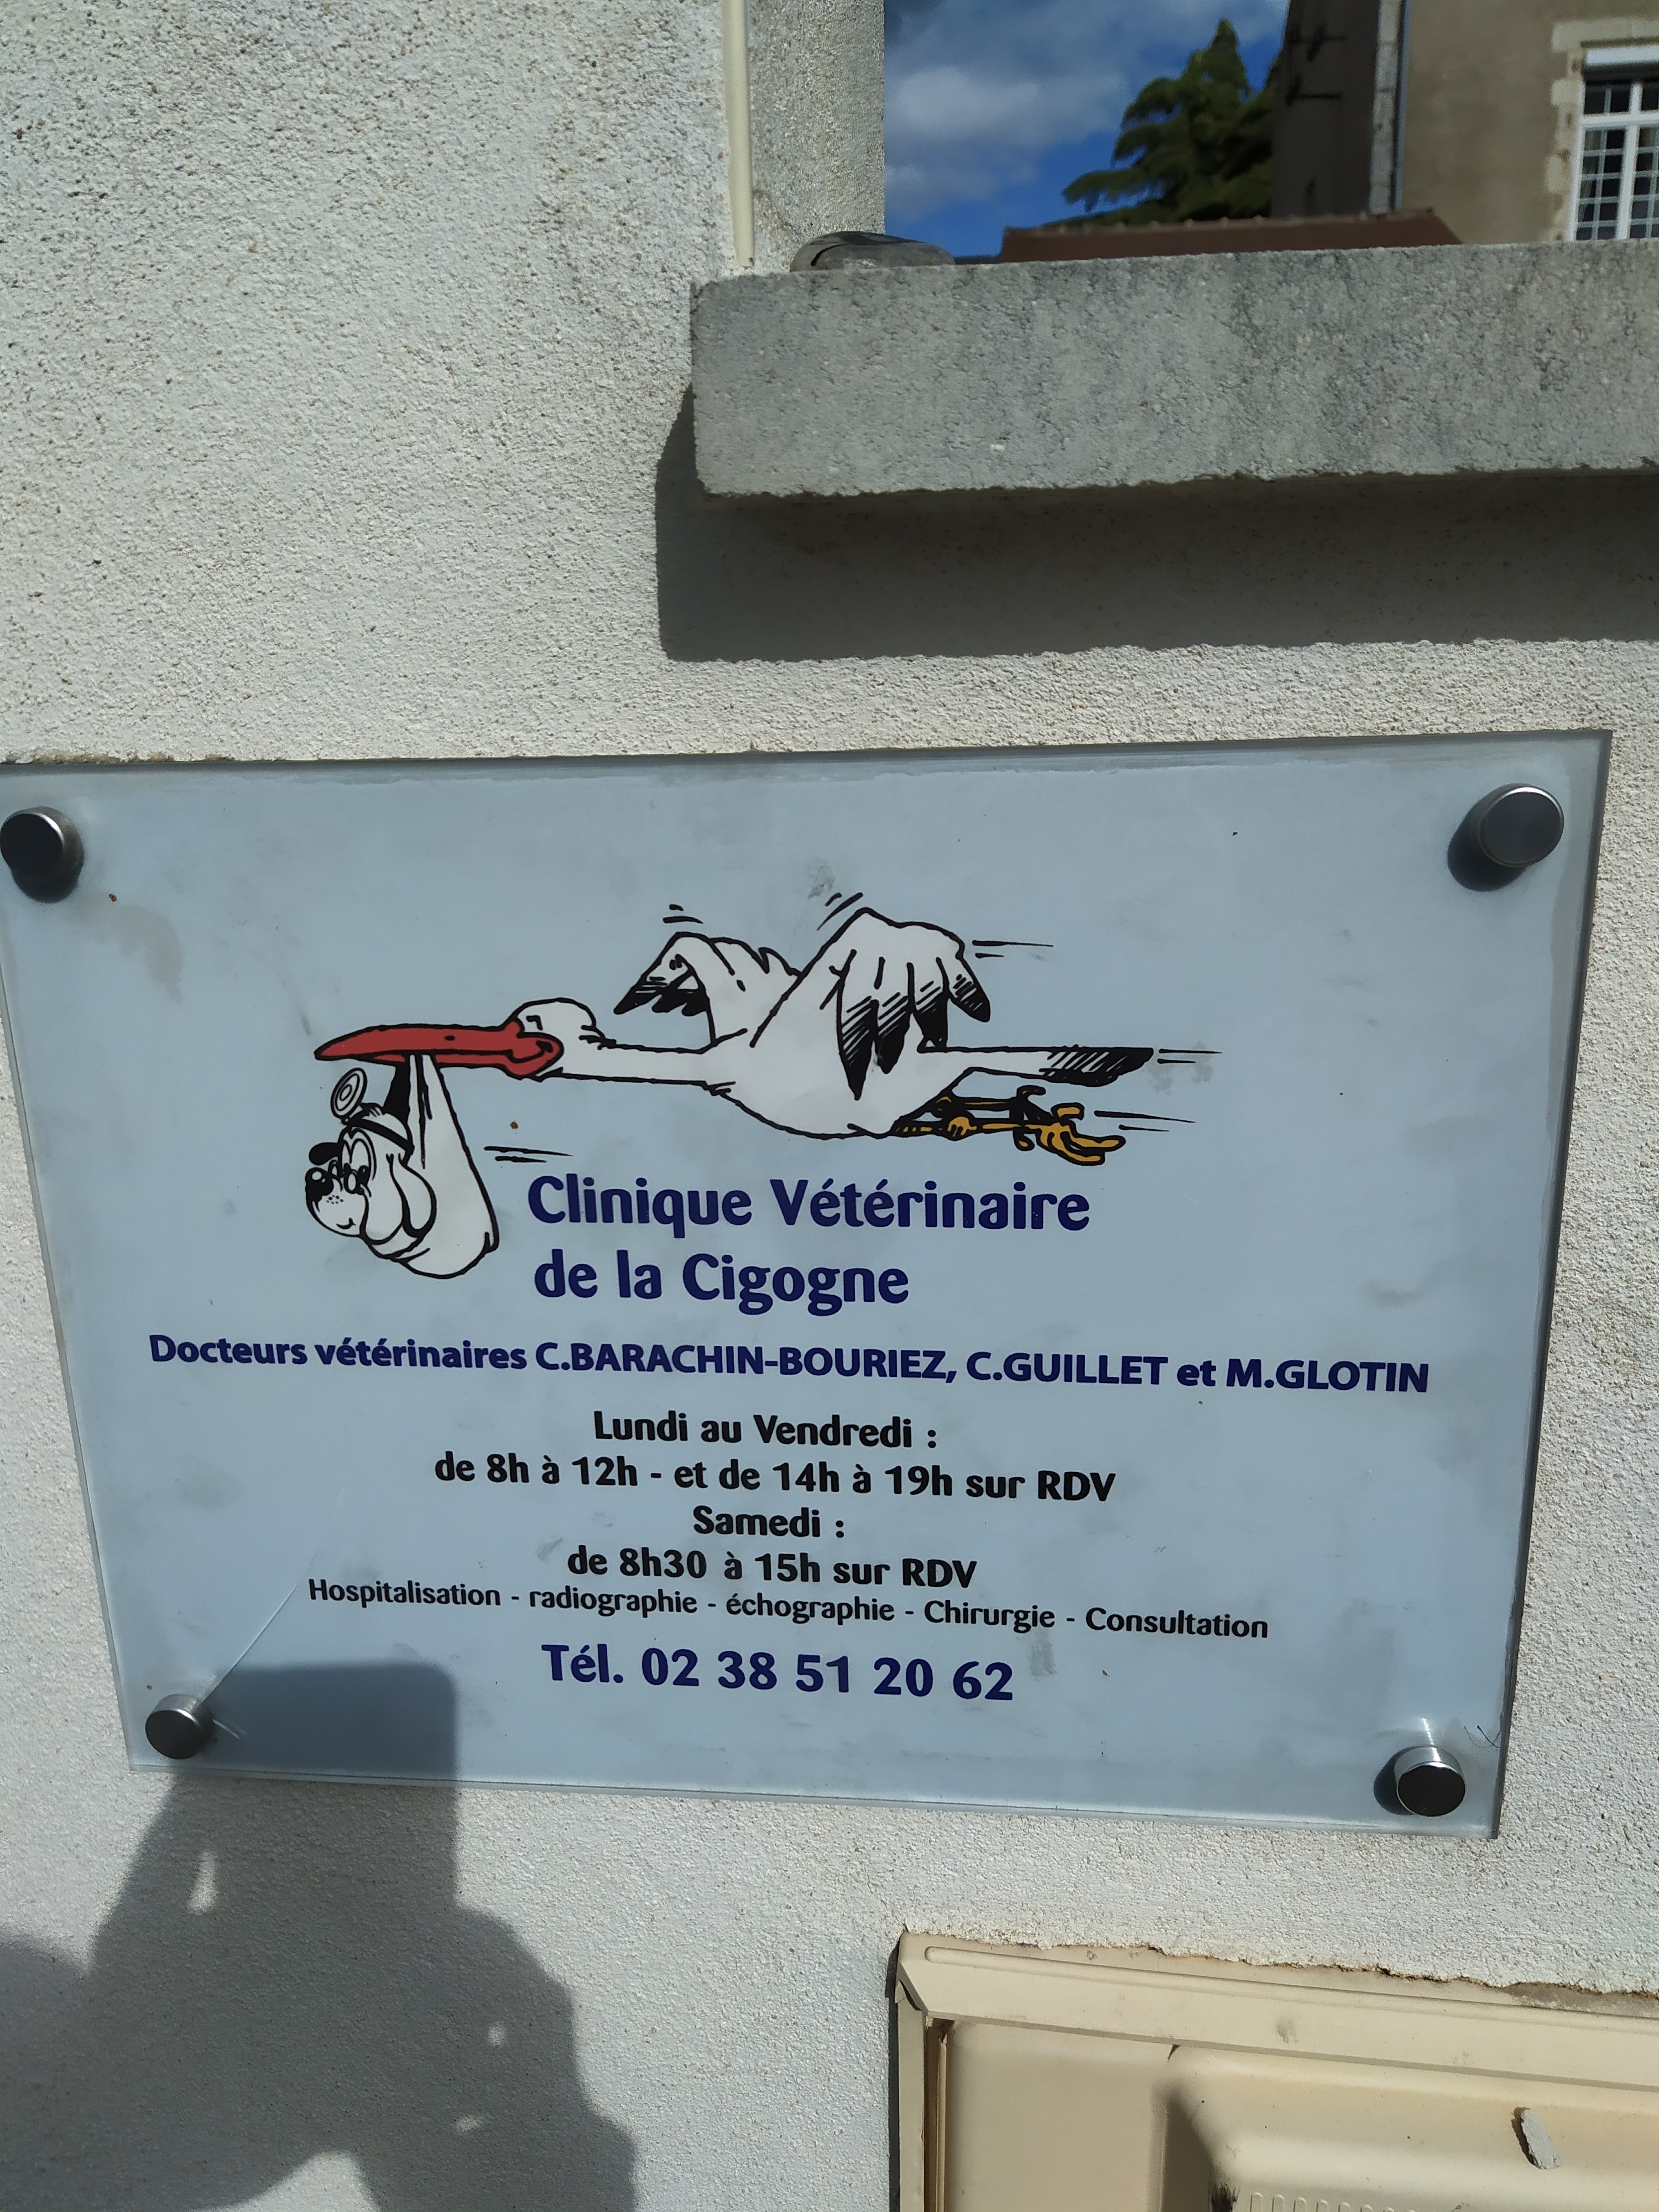 Clinique Vétérinaire
de la Cigogne
Docteurs vétérinaires C.BARACHIN-BOURIEZ, C.GUILLET et M.GLOTIN
Lundi au Vendredi :
de 8h à 12h - et de 14h à 19h sur RDV
Samedi :
de 8h30 à 15h sur RDV
Hospitalisation - radiographie - échographie - Chirurgie - Consultation
Tél. 02 38 51 20 62